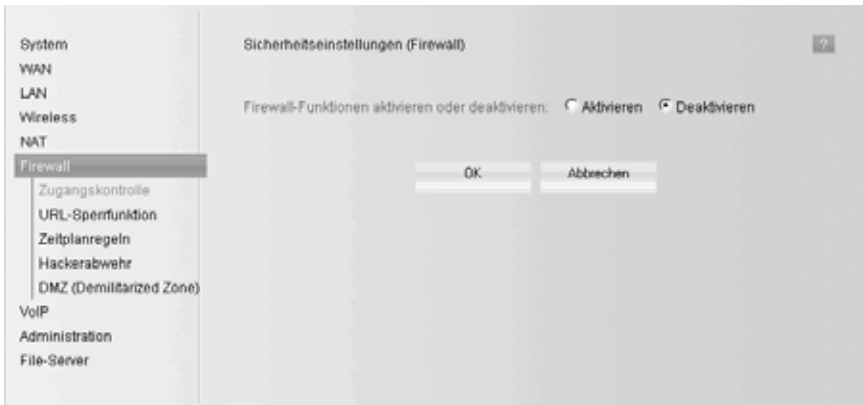 System
WAN
LAN
Wireless
NAT
Firewall
Zugangskontrolle
URL-Sperrfunktion
Zeitplanregeln
Hackerabwehr
DMZ (Demilitarized Zone)
VoIP
Administration
File-Server
Sicherheitseinstellungen (Firewall)
?
Firewall-Funktionen aktivieren oder deaktivieren: Aktivieren Deaktivieren
OK Abbrechen